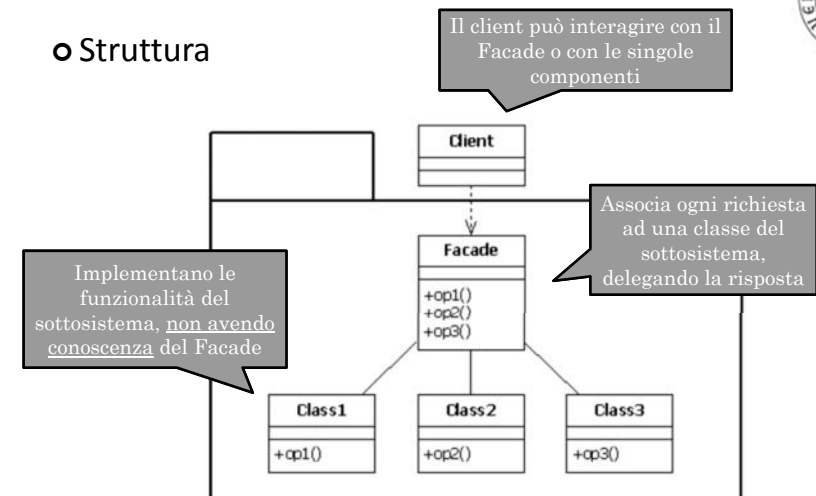 Struttura
Il client può interagire con il
Facade o con le singole
componenti
Client
Associa ogni richiesta
ad una classe del
sottosistema,
delegando la risposta
Facade
+op1()
+op2()
+op3()
Implementano le
funzionalità del
sottosistema, non avendo
conoscenza del Facade
Class1
+op1()
Class2
+op2()
Class3
+op3()